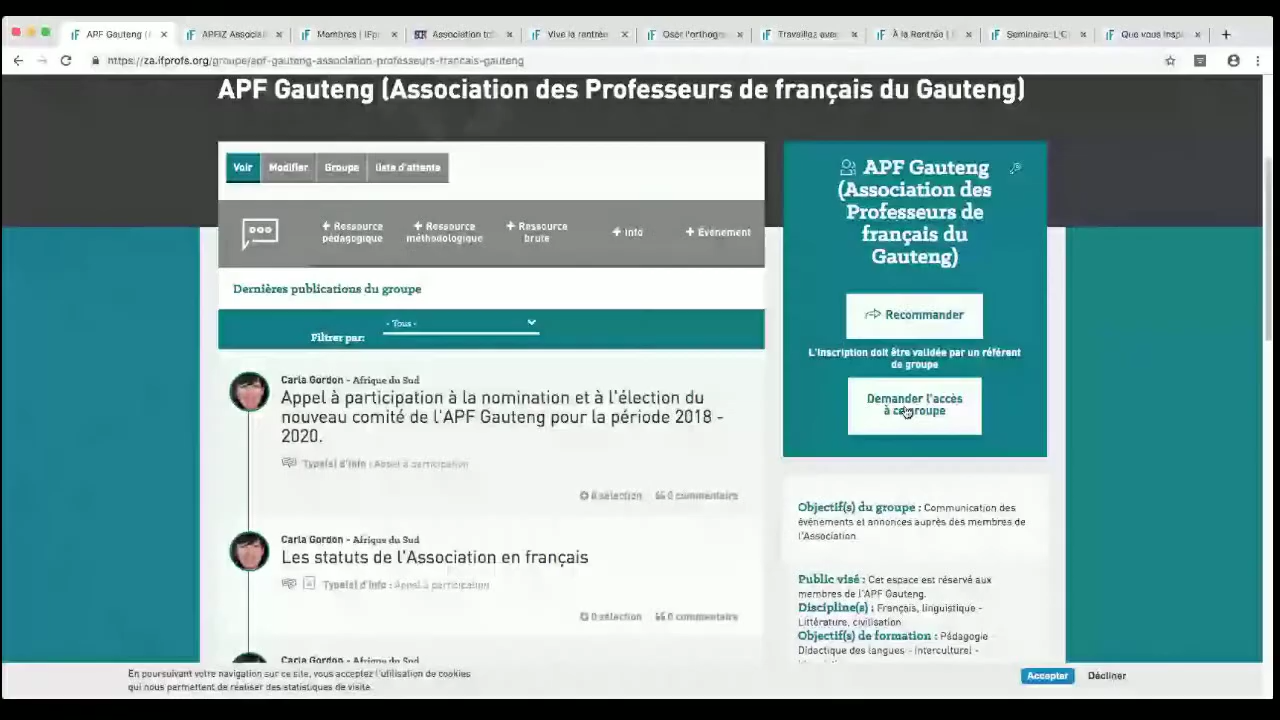 APF Gauteng (
APFIZ Associa
Membres | IFpr
Association to
Vive la rentrée
Oser l'orthog
Travaillez avec
À la Rentrée |
Seminaire: L'C
Que vous insp
https://za.ifprofs.org/groupe/apf-gauteng-association-professeurs-francais-gauteng
APF Gauteng (Association des Professeurs de français du Gauteng)
Voir Modifier Groupe liste d'attente
+ Ressource pédagogique
+ Ressource méthodologique
+ Ressource brute
+ Info
+ Événement
Dernières publications du groupe
Filtrer par: - Tous -
Carla Gordon - Afrique du Sud
Appel à participation à la nomination et à l'élection du
nouveau comité de l'APF Gauteng pour la période 2018 -
2020.
Type(s) d'info : Appel à participation
0 sélection 0 commentaire
Carla Gordon - Afrique du Sud
Les statuts de l'Association en français
Type(s) d'info : Appel à participation
0 sélection 0 commentaire
Carla Gordon - Afrique du Sud
APF Gauteng
(Association des
Professeurs de
français du
Gauteng)
Recommander
L'inscription doit être validée par un référent
de groupe
Demander l'accès
à ce groupe
Objectif(s) du groupe : Communication des
événements et annonces auprès des membres de
l'Association.
Public visé : Cet espace est réservé aux
membres de l'APF Gauteng.
Discipline(s) : Français, linguistique -
Littérature, civilisation
Objectif(s) de formation : Pédagogie -
Didactique des langues - Interculturel -
En poursuivant votre navigation sur ce site, vous acceptez l'utilisation de cookies
qui nous permettent de réaliser des statistiques de visite.
Accepter Décliner